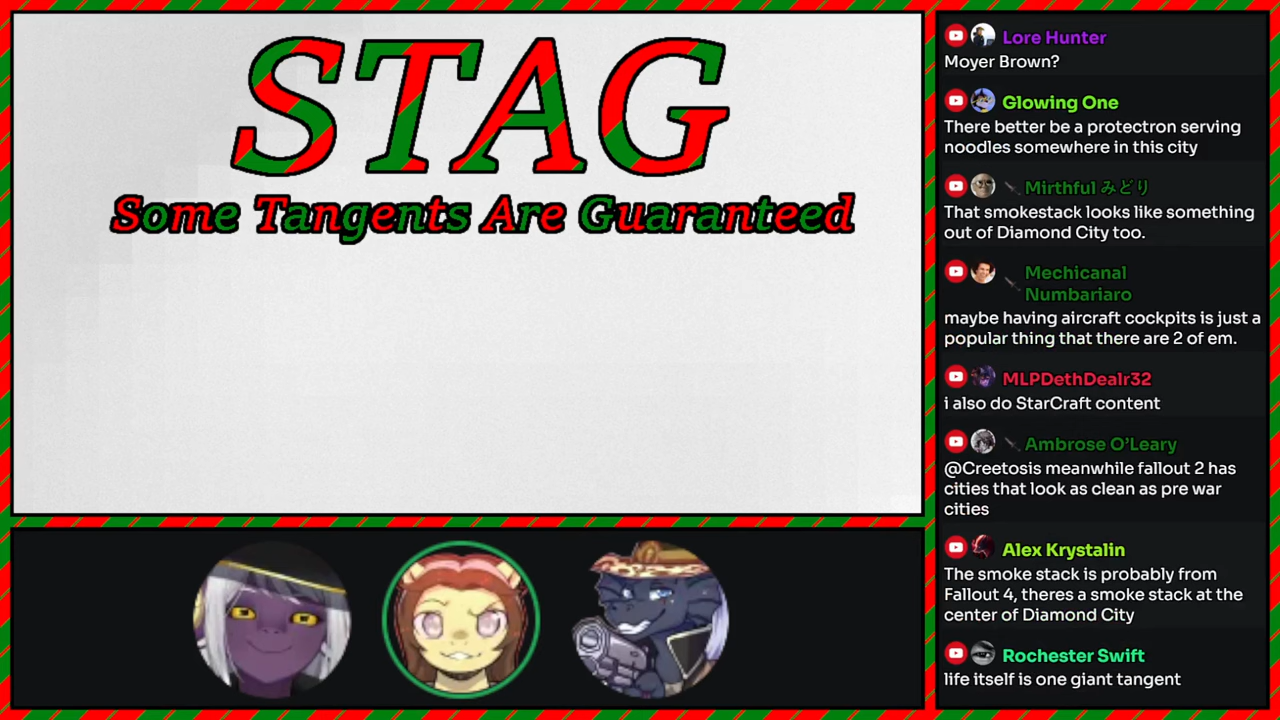 STAG
Some Tangents Are Guaranteed
Lore Hunter
Moyer Brown?
Glowing One
There better be a protectron serving
noodles somewhere in this city
Mirthful みどり
That smokestack looks like something
out of Diamond City too.
Mechicanal
Numbariaro
maybe having aircraft cockpits is just a
popular thing that there are 2 of em.
MLPDethDealr32
i also do StarCraft content
Ambrose O'Leary
@Creetosis meanwhile fallout 2 has
cities that look as clean as pre war
cities
Alex Krystalin
The smoke stack is probably from
Fallout 4, theres a smoke stack at the
center of Diamond City
Rochester Swift
life itself is one giant tangent